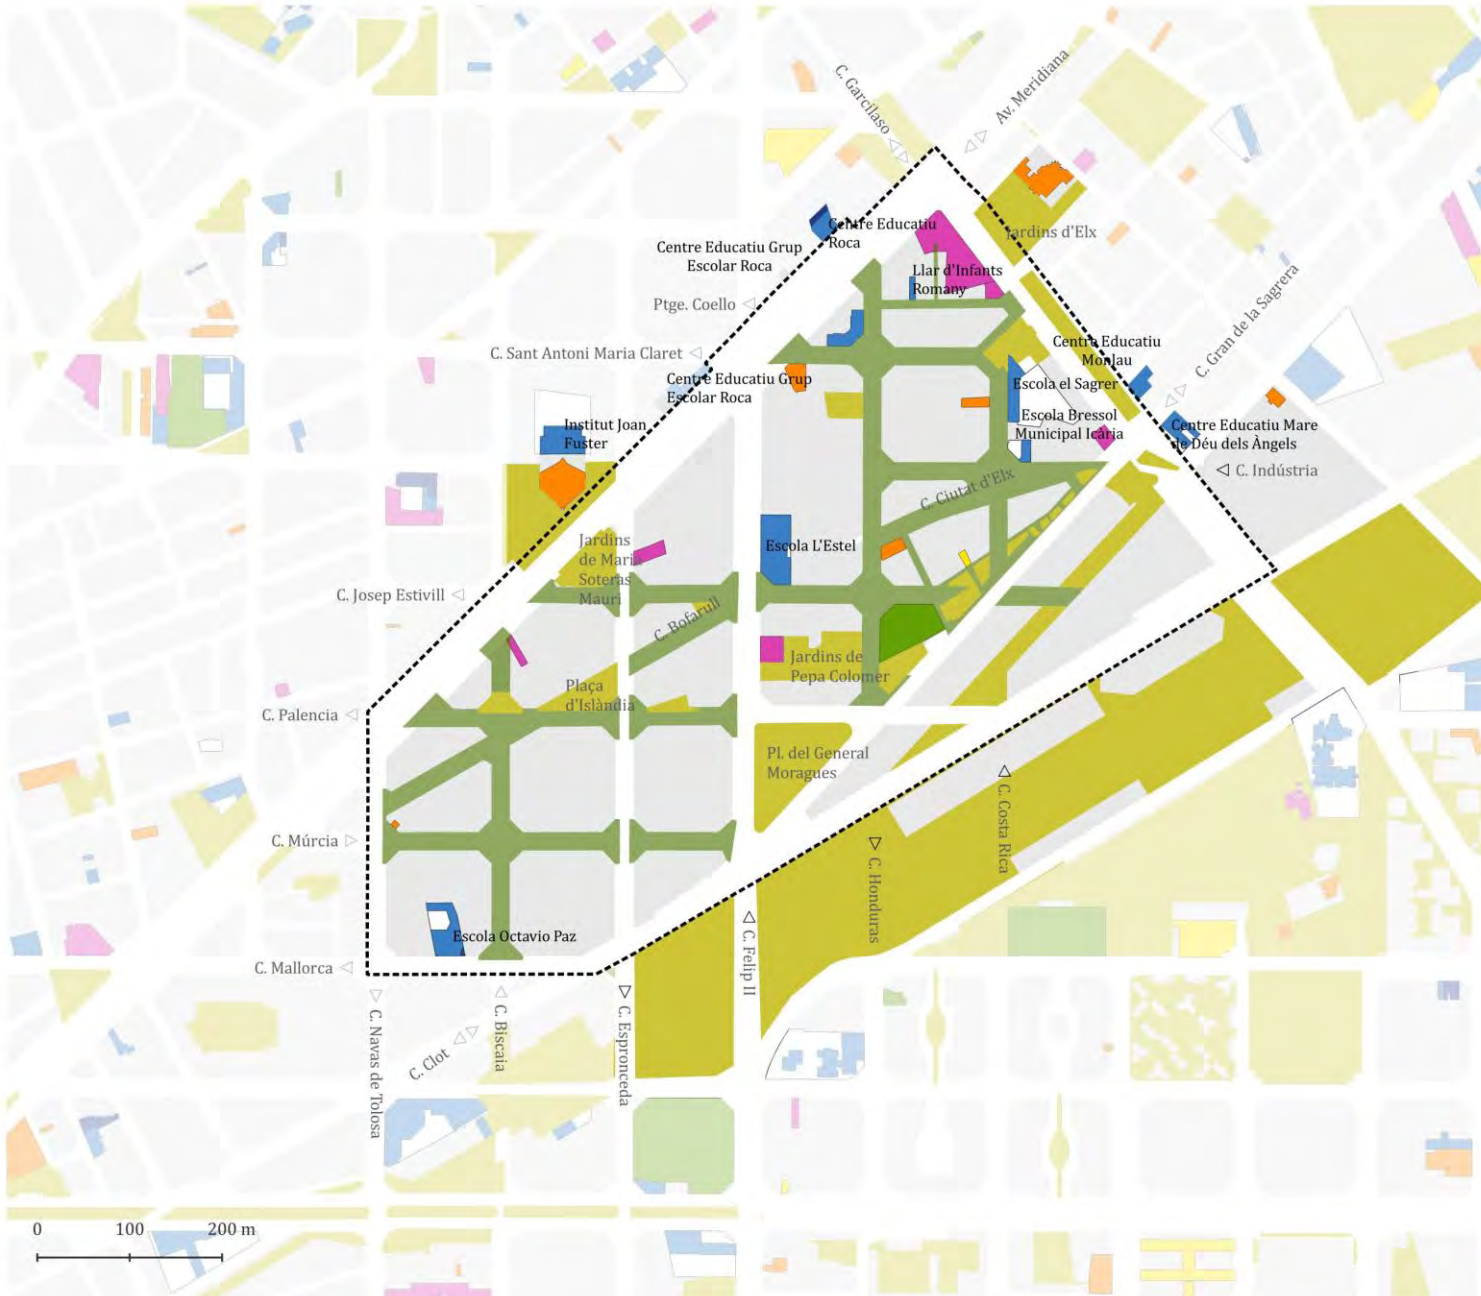 C. Garcilaso
Av. Meridiana
Centre Educatiu
Roca
Jardins d'Elx
Centre Educatiu Grup
Escolar Roca
Llar d'Infants
Romany
C. Gran de la Sagrera
Ptge. Coello
C. Sant Antoni Maria Claret
Centre Educatiu
Monlau
Centre Educatiu Grup
Escolar Roca
Escola el Sagrer
Escola Bressol
Municipal Icària
Institut Joan
Fuster
Centre Educatiu Mare
de Déu dels Àngels
C. Indústria
C. Ciutat d'Elx
Jardins
de Maria
Soteras
Mauri
Escola L'Estel
C. Josep Estivill
C. Bofarull
Jardins de
Pepa Colomer
Plaça
d'Islàndia
C. Palencia
Pl. del General
Moragues
C. Costa Rica
C. Múrcia
C. Honduras
Escola Octavio Paz
C. Mallorca
C. Felip II
C. Navas de Tolosa
C. Clot
C. Biscaia
C. Espronceda
0 100 200 m